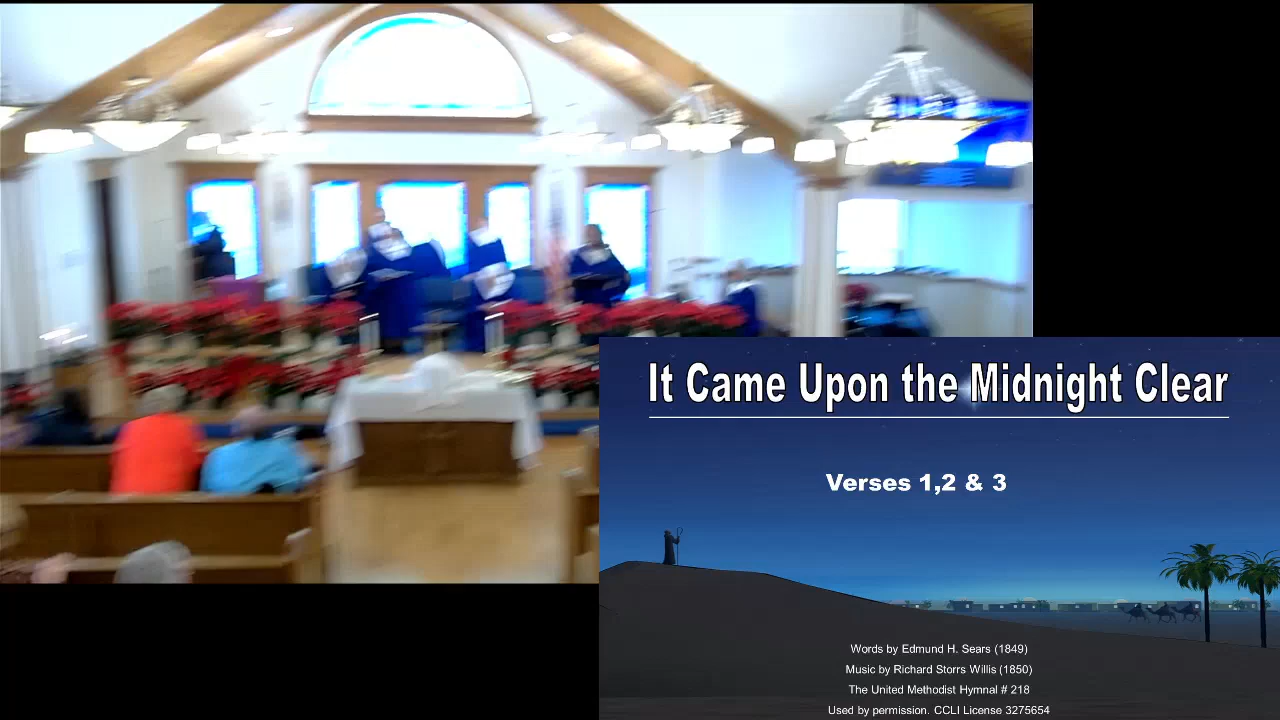 It Came Upon the Midnight Clear
Verses 1,2 & 3
Words by Edmund H. Sears (1849)
Music by Richard Storrs Willis (1850)
The United Methodist Hymnal # 218
Used by permission. CCLI License 3275654